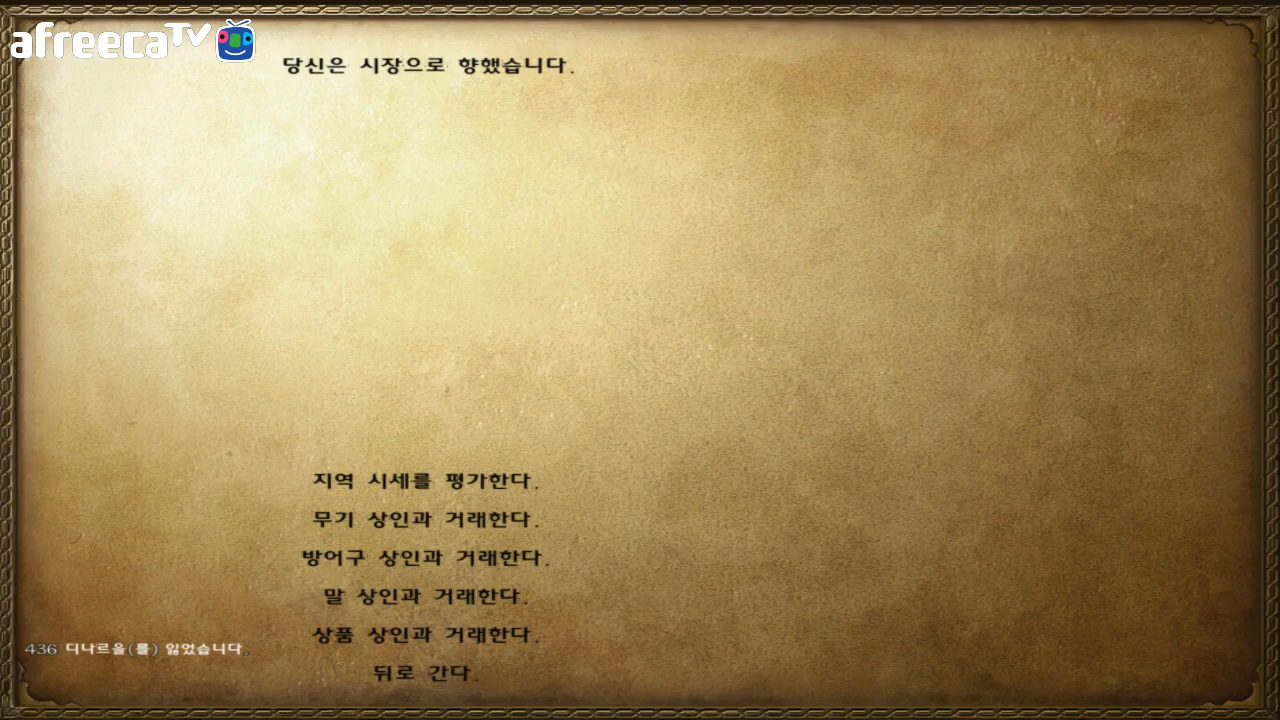 afreecaTV
당신은 시장으로 향했습니다.
지역 시세를 평가한다.
무기 상인과 거래한다.
방어구 상인과 거래한다.
말 상인과 거래한다.
상품 상인과 거래한다.
436 디나르을(를) 잃었습니다.
뒤로 간다.